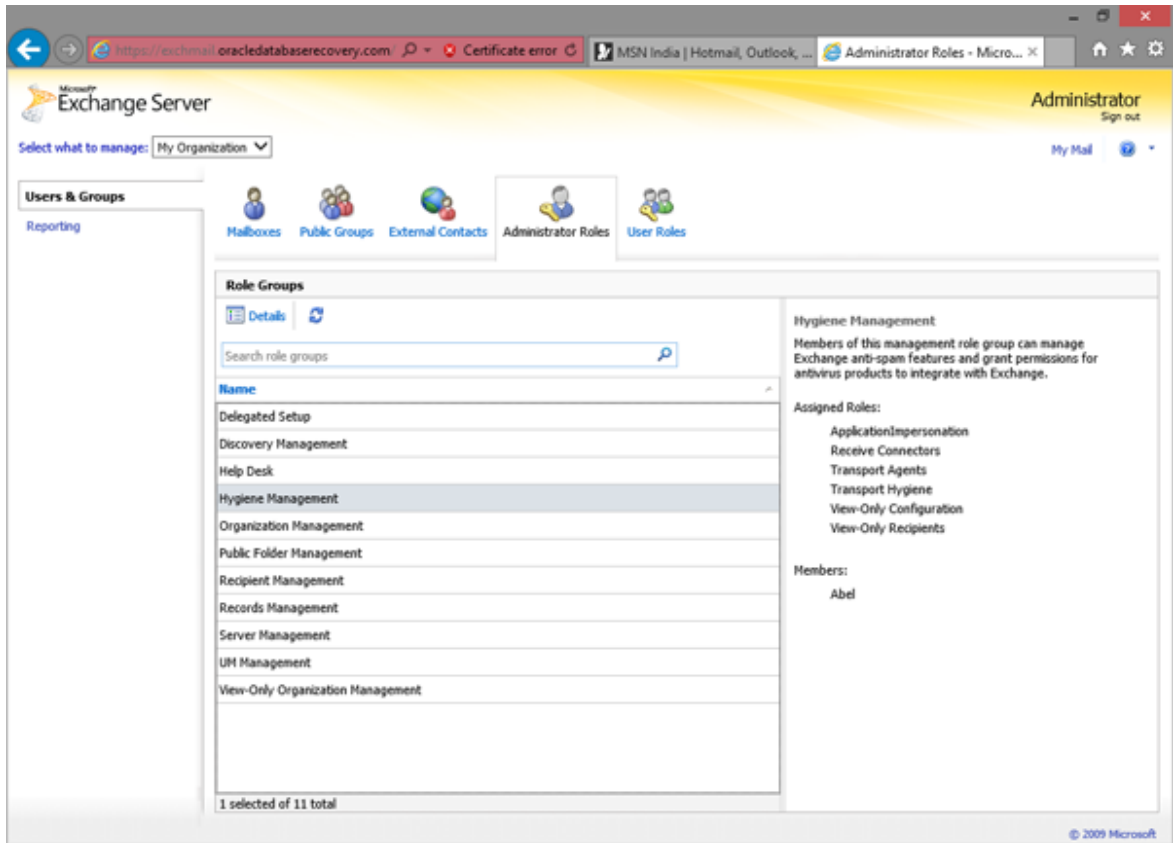 https://exchmail.oracledatabaserecovery.com/
Certificate error
MSN India | Hotmail, Outlook, ...
Administrator Roles - Micro...
Microsoft
Exchange Server
Administrator
Sign out
Select what to manage: My Organization
My Mail
Users & Groups
Reporting
Mailboxes
Public Groups
External Contacts
Administrator Roles
User Roles
Role Groups
Details
Search role groups
Name
Delegated Setup
Discovery Management
Help Desk
Hygiene Management
Organization Management
Public Folder Management
Recipient Management
Records Management
Server Management
UM Management
View-Only Organization Management
1 selected of 11 total
Hygiene Management
Members of this management role group can manage
Exchange anti-spam features and grant permissions for
antivirus products to integrate with Exchange.
Assigned Roles:
ApplicationImpersonation
Receive Connectors
Transport Agents
Transport Hygiene
View-Only Configuration
View-Only Recipients
Members:
Abel
© 2009 Microsoft